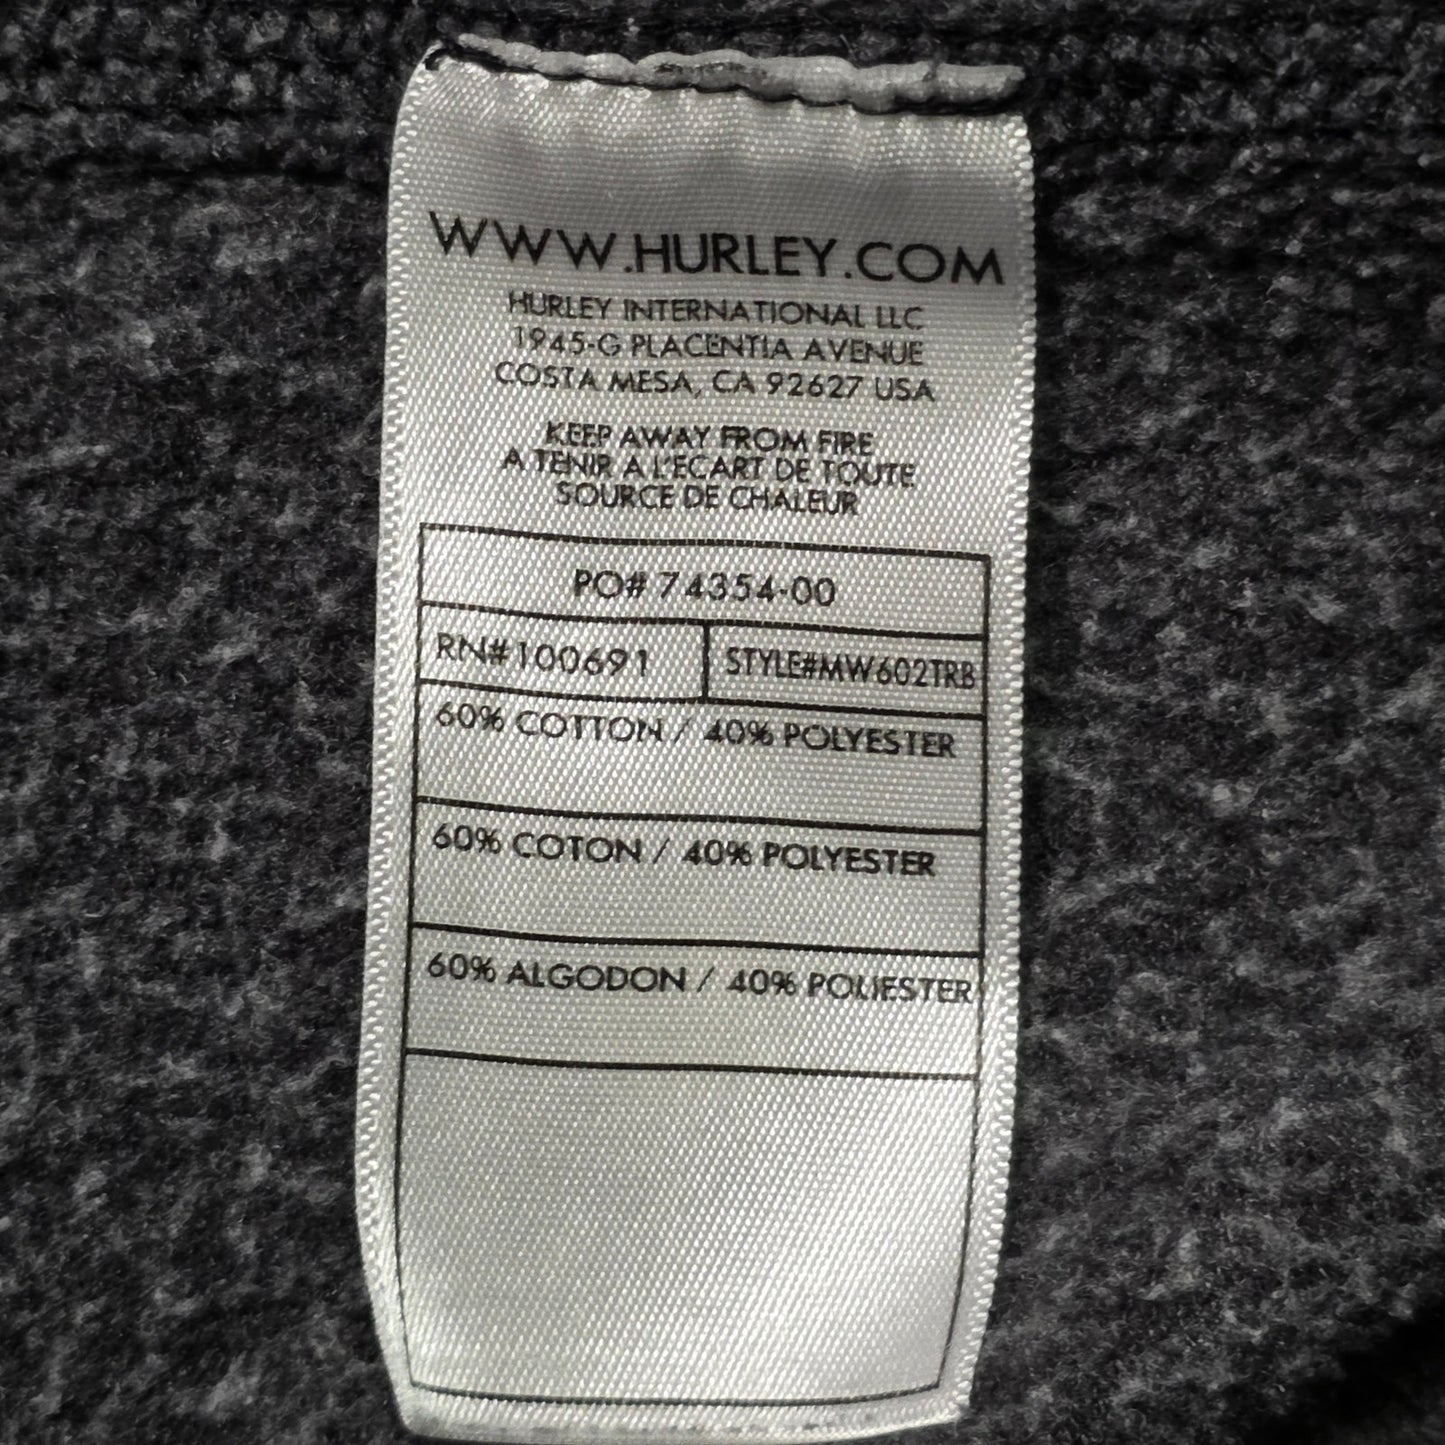 WWW.HURLEY.COM
HURLEY INTERNATIONAL LLC
1945-G PLACENTIA AVENUE
COSTA MESA, CA 92627 USA
KEEP AWAY FROM FIRE
A TENIR A L'ECART DE TOUTE
SOURCE DE CHALEUR
PO# 74354-00
RN#100691 STYLE#MW602TRB
60% COTTON / 40% POLYESTER
60% COTON / 40% POLYESTER
60% ALGODON / 40% POLIESTER